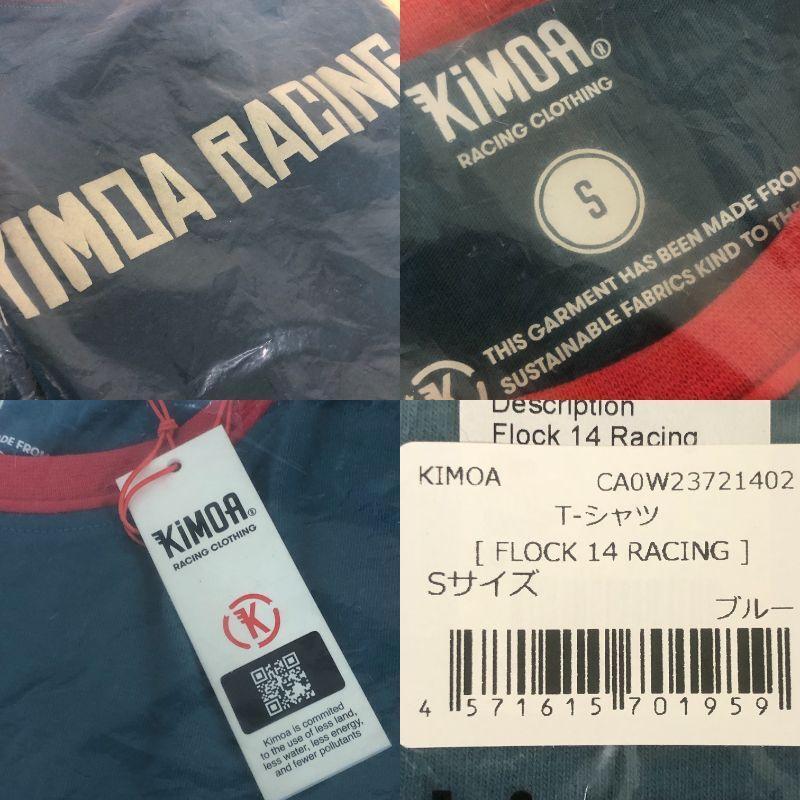 KIMOA RACING
KiMOA®
RACING CLOTHING
S
THIS GARMENT HAS BEEN MADE FROM
SUSTAINABLE FABRICS KIND TO THE
K
MADE FROM
KiMOA®
RACING CLOTHING
K
Kimoa is commited
to the use of less land,
less water, less energy,
and fewer pollutants
Description
Flock 14 Racing
KIMOA CA0W23721402
T-シャツ
[ FLOCK 14 RACING ]
Sサイズ
ブルー
4 571615 701959